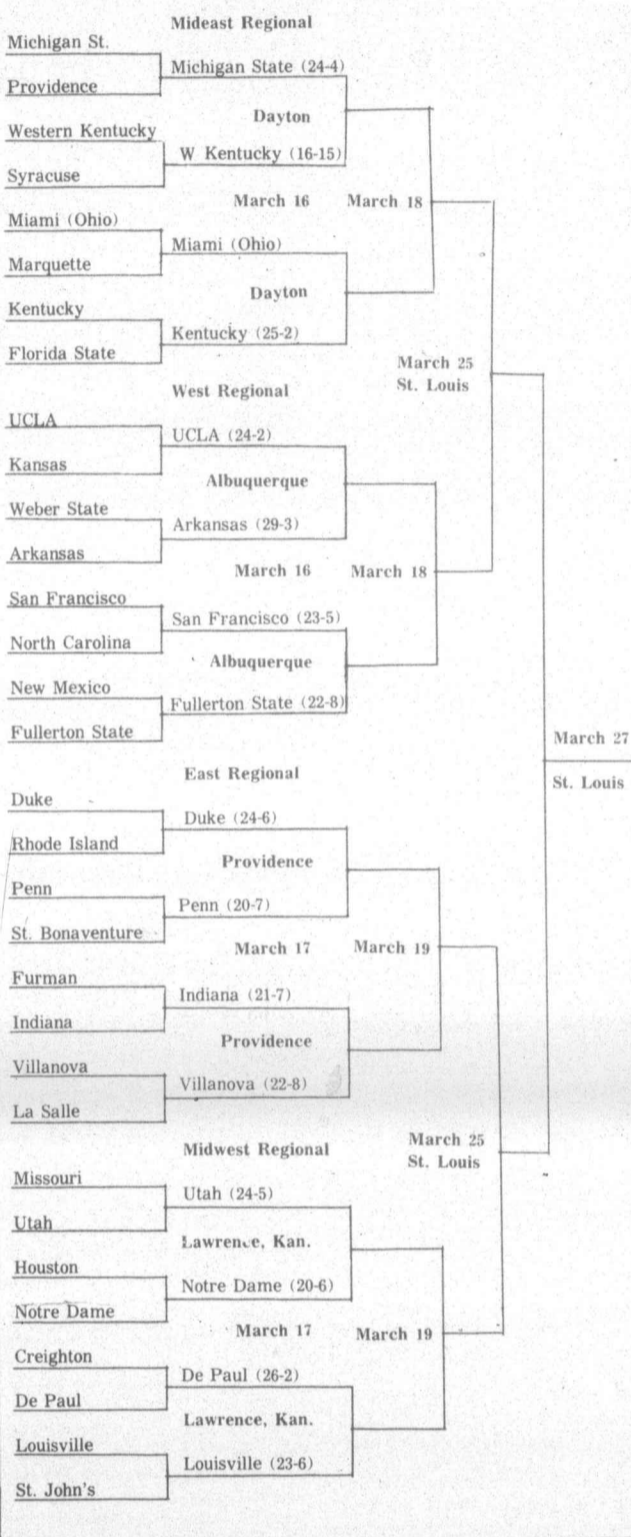 Mideast Regional
Michigan St.
Michigan State (24-4)
Providence
Dayton
Western Kentucky
W Kentucky (16-15)
Syracuse
March 16
March 18
Miami (Ohio)
Miami (Ohio)
Marquette
Dayton
Kentucky
Kentucky (25-2)
Florida State
March 25
St. Louis
West Regional
UCLA
UCLA (24-2)
Kansas
Albuquerque
Weber State
Arkansas (29-3)
Arkansas
March 16
March 18
San Francisco
San Francisco (23-5)
North Carolina
Albuquerque
New Mexico
Fullerton State (22-8)
Fullerton State
March 27
St. Louis
East Regional
Duke
Duke (24-6)
Rhode Island
Providence
Penn
Penn (20-7)
St. Bonaventure
March 17
March 19
Furman
Indiana (21-7)
Indiana
Providence
Villanova
Villanova (22-8)
La Salle
March 25
St. Louis
Midwest Regional
Missouri
Utah (24-5)
Utah
Lawrence, Kan.
Houston
Notre Dame (20-6)
Notre Dame
March 17
March 19
Creighton
De Paul (26-2)
De Paul
Lawrence, Kan.
Louisville
Louisville (23-6)
St. John's